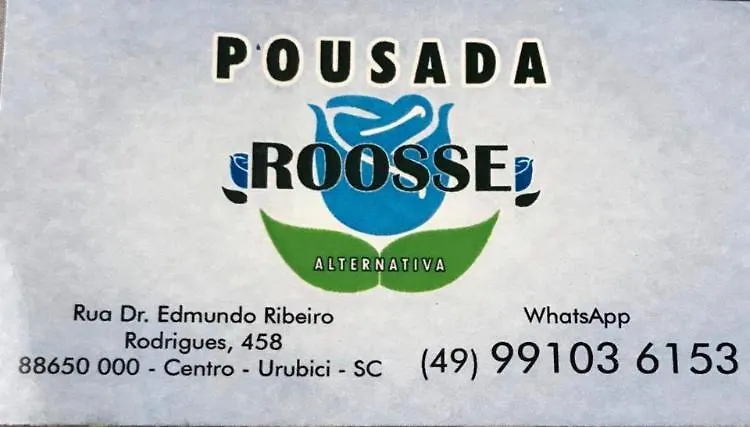 POUSADA
ROOSSE
ALTERNATIVA
Rua Dr. Edmundo Ribeiro
Rodrigues, 458
88650 000 - Centro - Urubici - SC
WhatsApp
(49) 99103 6153